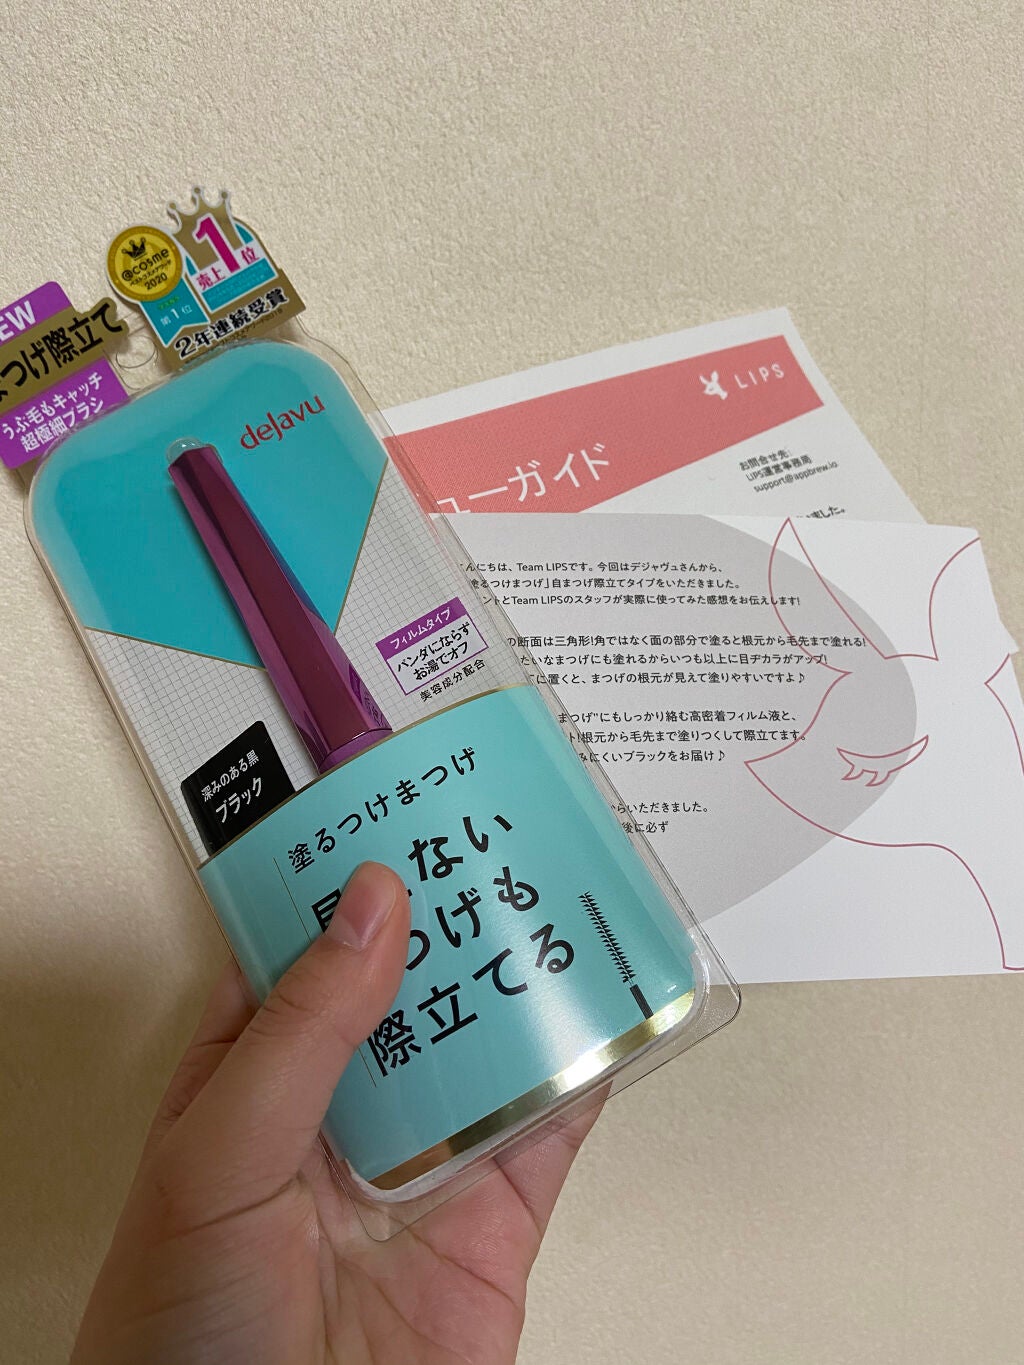 @cosme
ベストコスメアワード
2020
第1位
1
売上 位
2年連続受賞
EW
まつげ際立て
うぶ毛もキャッチ
超極細ブラシ
dejavu
フィルムタイプ
パンダにならず
お湯でオフ
美容成分配合
深みのある黒
ブラック
塗るつけまつげ
ない
つげも
際立てる
LIPS
ューガイド
お問合せ先:
LIPS運営事務局
support@appbrew.io
ました。
んにちは、Team LIPSです。今回はデジャヴュさんから、
塗るつけまつげ」自まつげ際立てタイプをいただきました。
ントとTeam LIPSのスタッフが実際に使ってみた感想をお伝えします!
の断面は三角形!角ではなく面の部分で塗ると根元から毛先まで塗れる!
たいなまつげにも塗れるからいつも以上に目ヂカラがアップ!
に置くと、まつげの根元が見えて塗りやすいですよ♪
まつげ"にもしっかり絡む高密着フィルム液と、
ト!根元から毛先まで塗りつくして際立てます。
みにくいブラックをお届け♪
らいただきました。
後に必ず